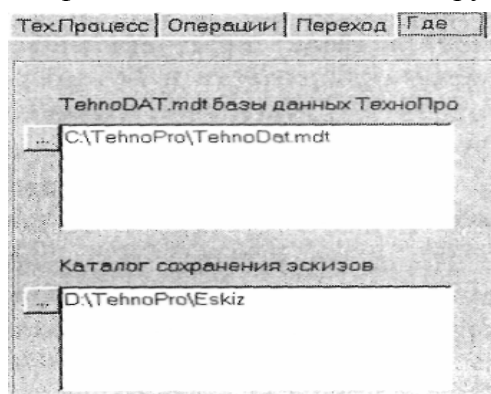 Тех.Процесс Операции Переход Где
TehnoDAT.mdt базы данных ТехноПро
... C:\TehnoPro\TehnoDat.mdt
Каталог сохранения эскизов
... D:\TehnoPro\Eskiz